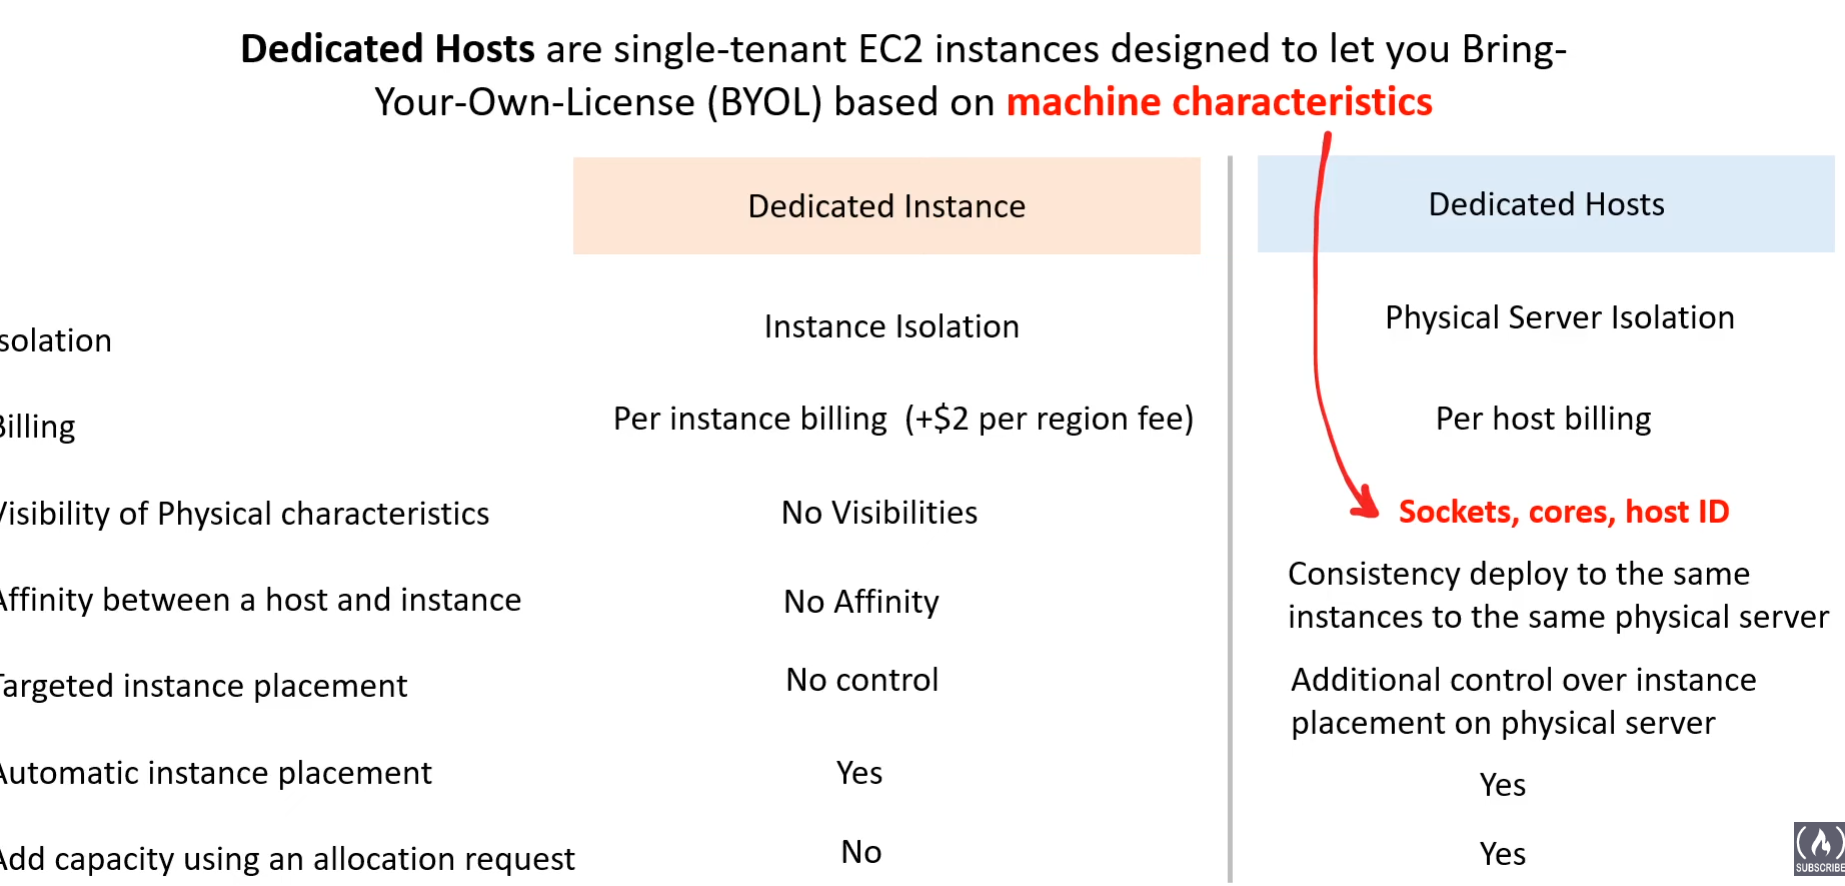 Dedicated Hosts are single-tenant EC2 instances designed to let you Bring-
Your-Own-License (BYOL) based on machine characteristics
Dedicated Instance
Dedicated Hosts
solation
Instance Isolation
Physical Server Isolation
Billing
Per instance billing (+$2 per region fee)
Per host billing
Visibility of Physical characteristics
No Visibilities
Sockets, cores, host ID
Affinity between a host and instance
No Affinity
Consistency deploy to the same
instances to the same physical server
Targeted instance placement
No control
Additional control over instance
placement on physical server
Automatic instance placement
Yes
Yes
Add capacity using an allocation request
No
Yes
SUBSCRIBE